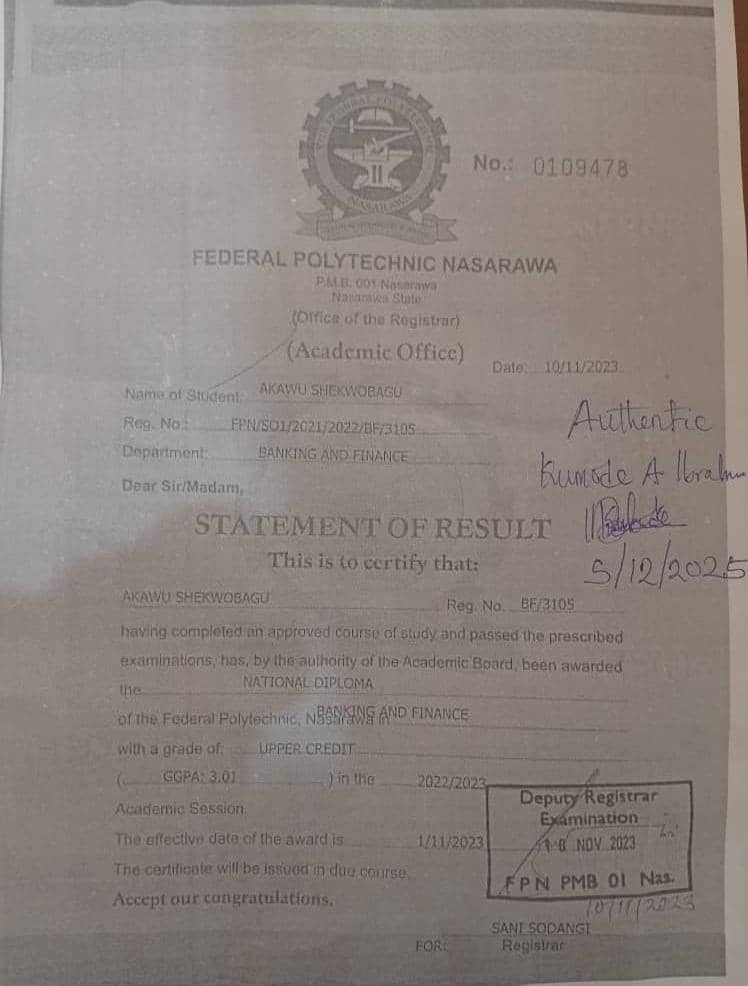 FEDERAL POLYTECHNIC
NASARAWA
No.: 0109478
FEDERAL POLYTECHNIC NASARAWA
P.M.B. 001 Nasarawa
Nasarawa State
(Office of the Registrar)
(Academic Office)
Date: 10/11/2023
Name of Student: AKAWU SHEKWOBAGU
Reg. No.: FPN/SO1/2021/2022/BF/3105
Department: BANKING AND FINANCE
Authentic
Kumode A Ibrahim
5/12/2025
Dear Sir/Madam,
STATEMENT OF RESULT
This is to certify that:
AKAWU SHEKWOBAGU Reg. No. BF/3105
having completed an approved course of study and passed the prescribed
examinations, has, by the authority of the Academic Board, been awarded
the NATIONAL DIPLOMA
of the Federal Polytechnic, Nasarawa in BANKING AND FINANCE
with a grade of: UPPER CREDIT
( GGPA: 3.01 ) in the 2022/2023
Academic Session.
The effective date of the award is 1/11/2023
The certificate will be issued in due course.
Accept our congratulations.
Deputy Registrar
Examination
NOV 2023
FPN PMB 01 Nas.
10/11/2023
SANI SODANGI
FOR: Registrar